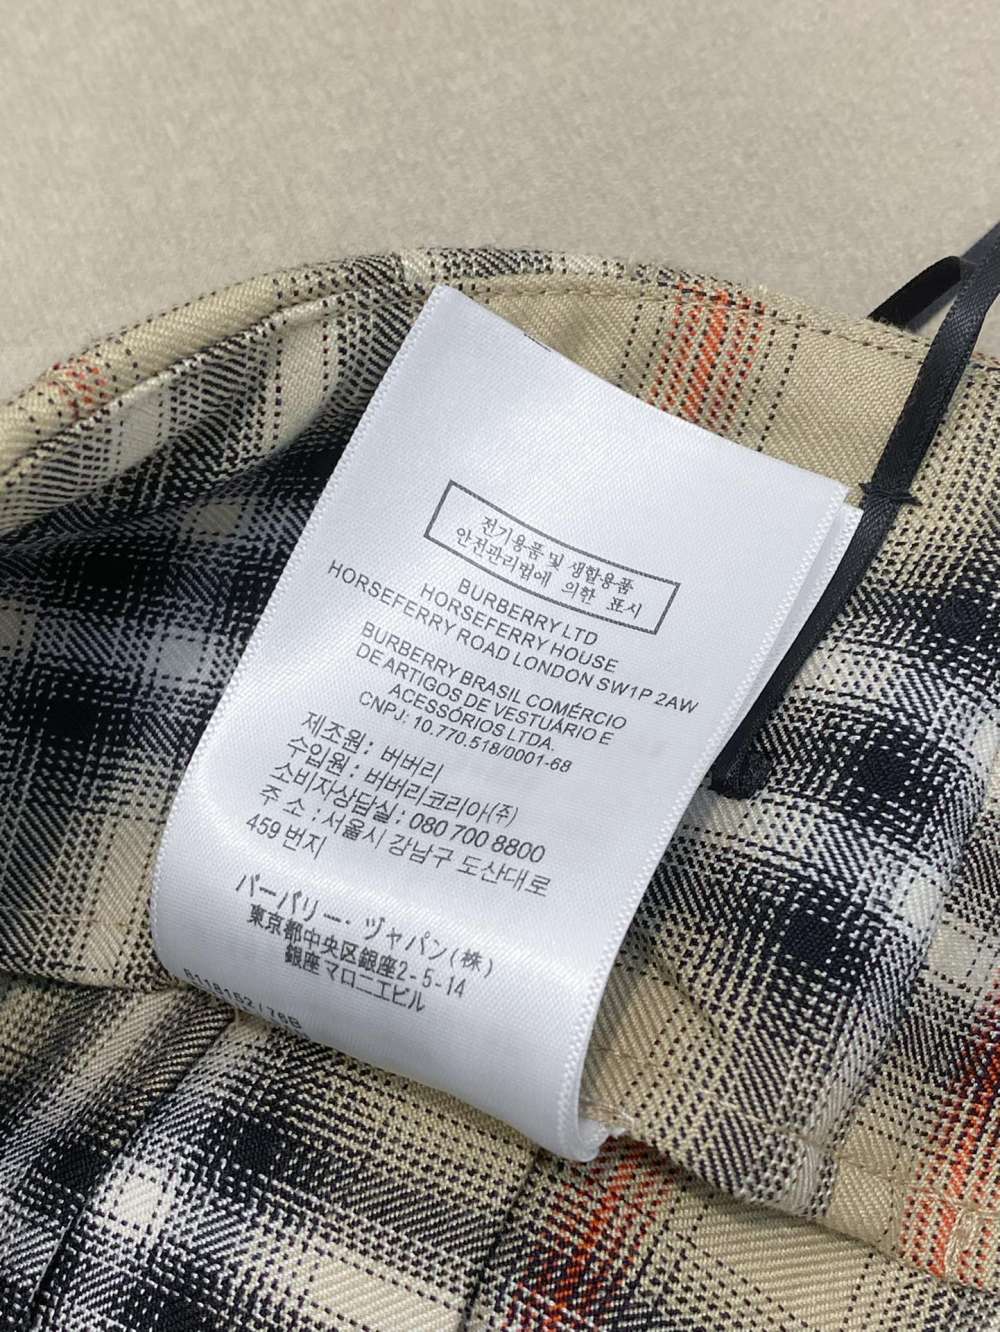 전기용품 및 생활용품
안전관리법에 의한 표시
BURBERRY LTD
HORSEFERRY HOUSE
HORSEFERRY ROAD LONDON SW1P 2AW
BURBERRY BRASIL COMÉRCIO
DE ARTIGOS DE VESTUÁRIO E
ACESSÓRIOS LTDA.
CNPJ: 10.770.518/0001-68
제조원 : 버버리
수입원 : 버버리코리아(주)
소비자상담실 : 080 700 8800
주 소 : 서울시 강남구 도산대로
459 번지
バーバリー・ヅャパン(株)
東京都中央区銀座2-5-14
銀座マロニエビル